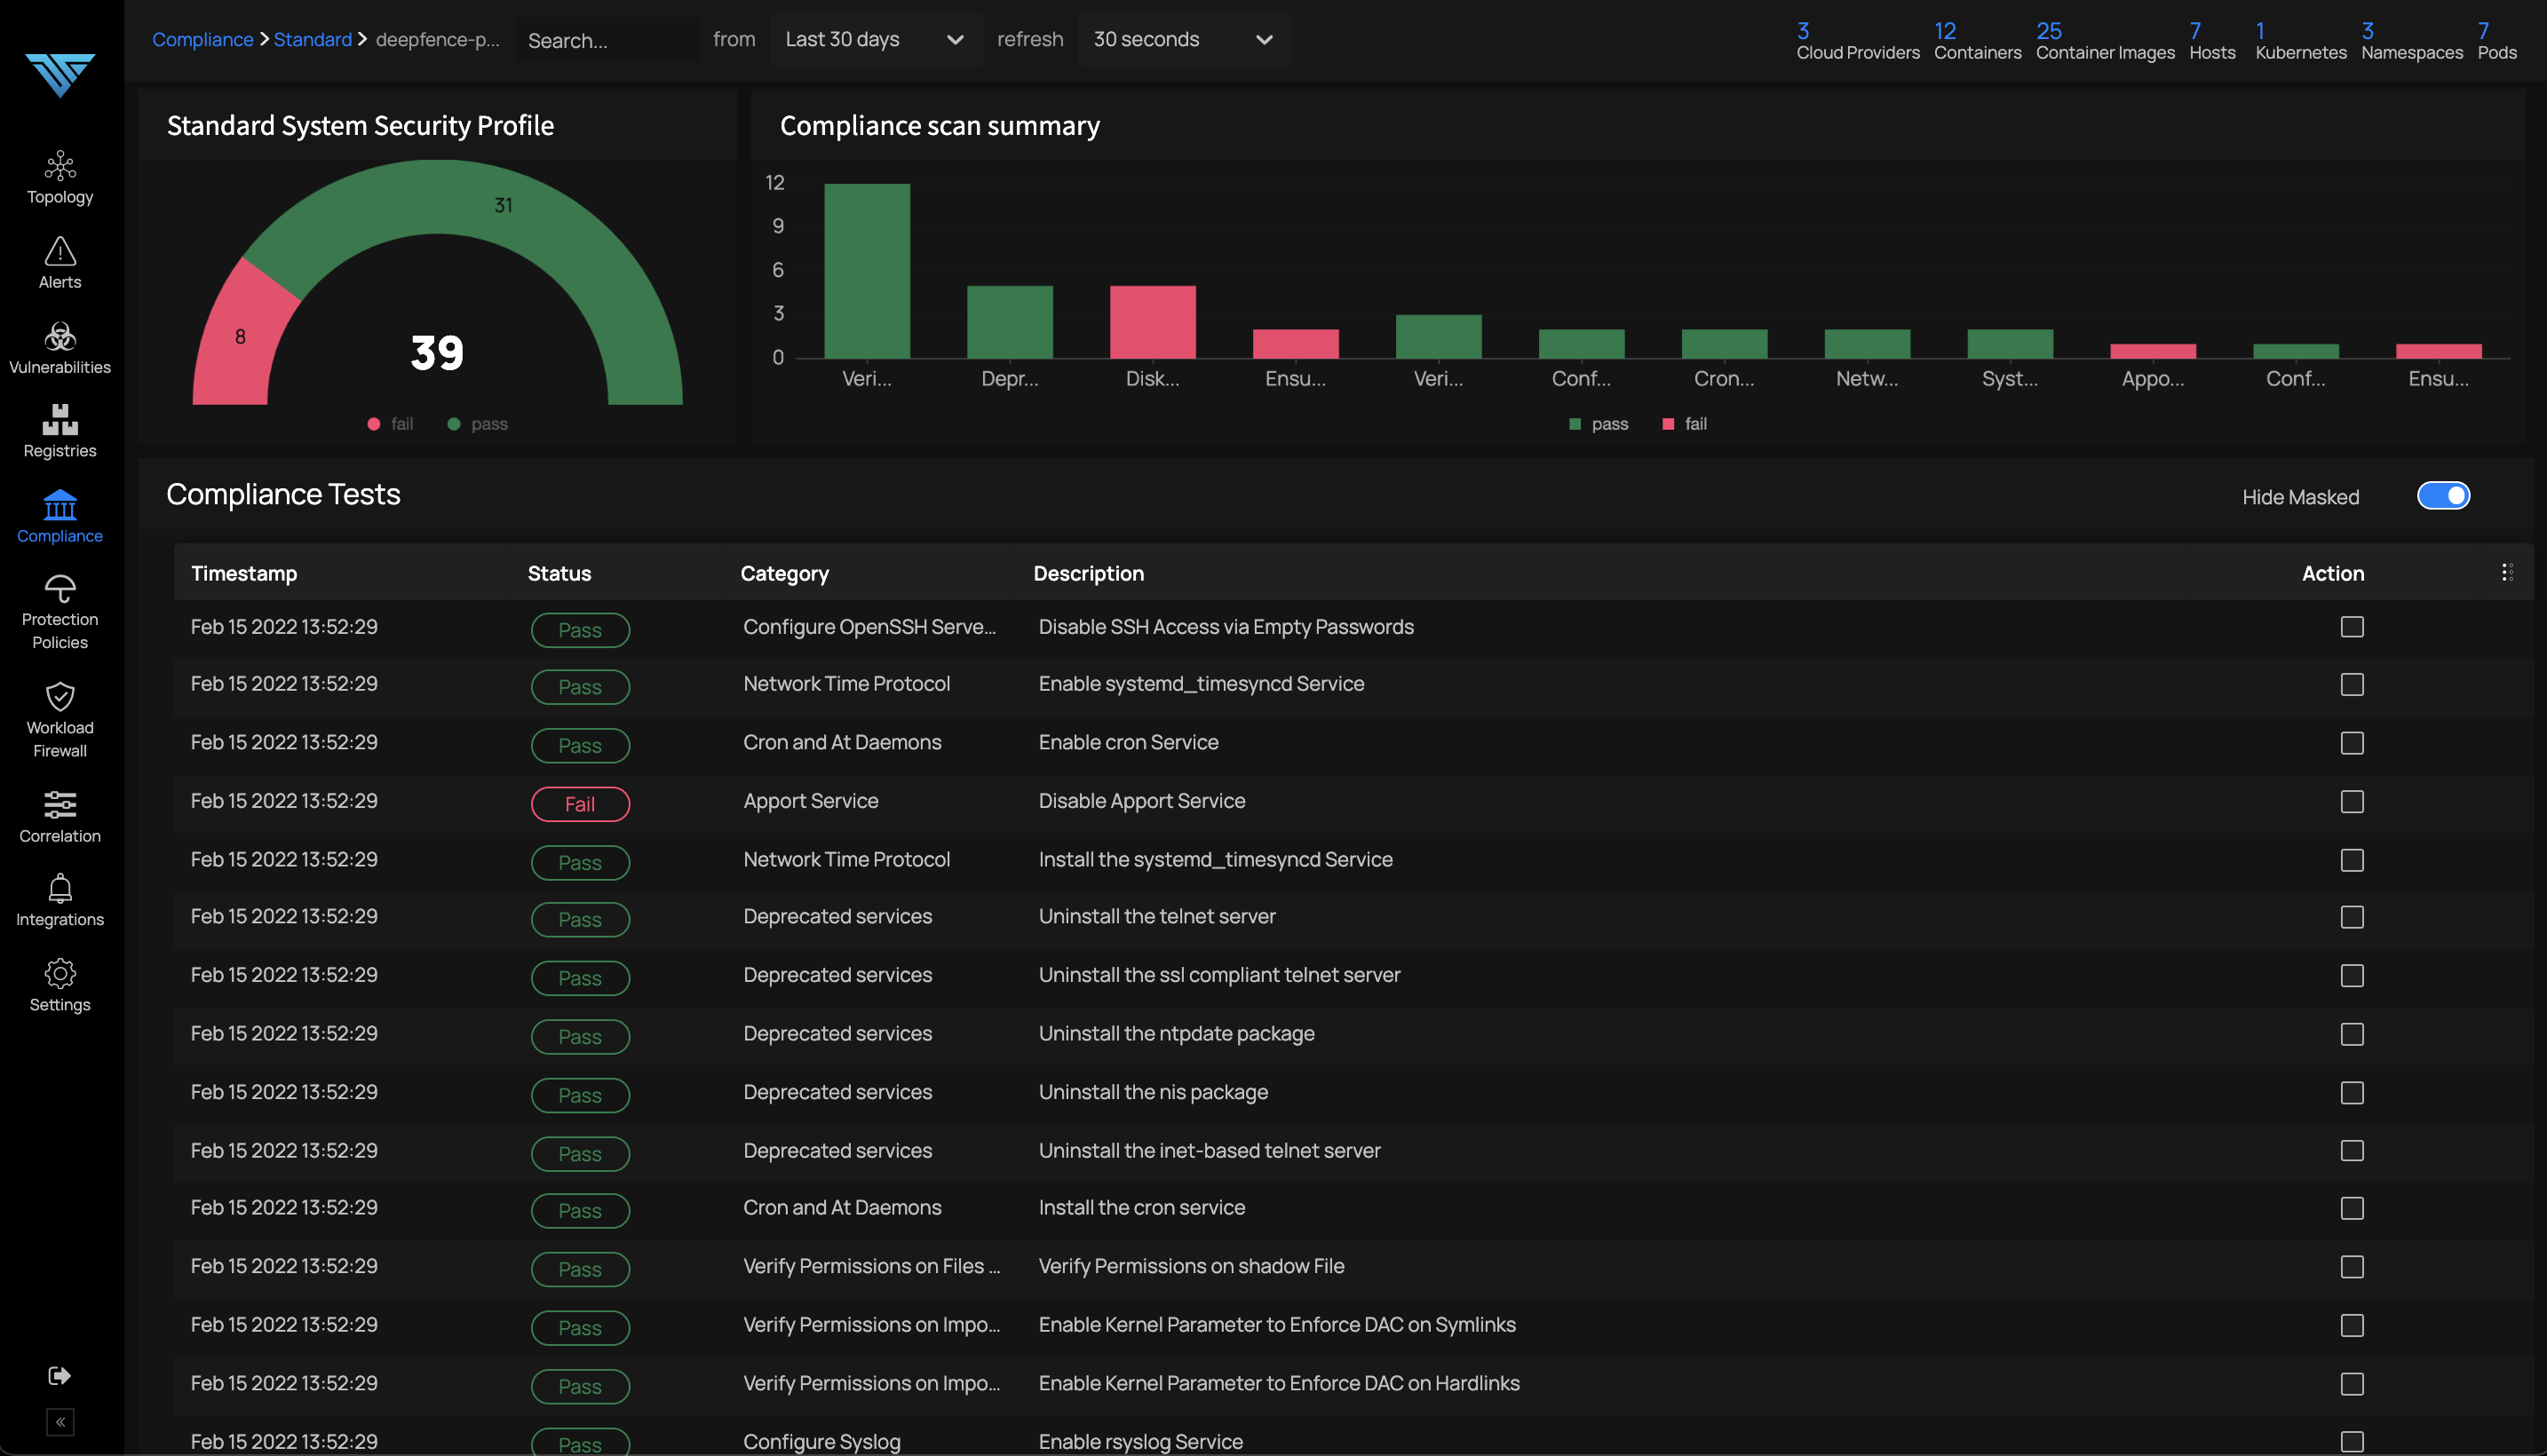 Compliance > Standard > deepfence-p... Search... from Last 30 days refresh 30 seconds
3 Cloud Providers 12 Containers 25 Container Images 7 Hosts 1 Kubernetes 3 Namespaces 7 Pods
Topology
Alerts
Vulnerabilities
Registries
Compliance
Protection
Policies
Workload
Firewall
Correlation
Integrations
Settings
«
Standard System Security Profile
31
8
39
fail pass
Compliance scan summary
12
9
6
3
0
Veri... Depr... Disk... Ensu... Veri... Conf... Cron... Netw... Syst... Appo... Conf... Ensu...
pass fail
Compliance Tests
Hide Masked
Timestamp Status Category Description Action
Feb 15 2022 13:52:29 Pass Configure OpenSSH Serve... Disable SSH Access via Empty Passwords
Feb 15 2022 13:52:29 Pass Network Time Protocol Enable systemd_timesyncd Service
Feb 15 2022 13:52:29 Pass Cron and At Daemons Enable cron Service
Feb 15 2022 13:52:29 Fail Apport Service Disable Apport Service
Feb 15 2022 13:52:29 Pass Network Time Protocol Install the systemd_timesyncd Service
Feb 15 2022 13:52:29 Pass Deprecated services Uninstall the telnet server
Feb 15 2022 13:52:29 Pass Deprecated services Uninstall the ssl compliant telnet server
Feb 15 2022 13:52:29 Pass Deprecated services Uninstall the ntpdate package
Feb 15 2022 13:52:29 Pass Deprecated services Uninstall the nis package
Feb 15 2022 13:52:29 Pass Deprecated services Uninstall the inet-based telnet server
Feb 15 2022 13:52:29 Pass Cron and At Daemons Install the cron service
Feb 15 2022 13:52:29 Pass Verify Permissions on Files ... Verify Permissions on shadow File
Feb 15 2022 13:52:29 Pass Verify Permissions on Impo... Enable Kernel Parameter to Enforce DAC on Symlinks
Feb 15 2022 13:52:29 Pass Verify Permissions on Impo... Enable Kernel Parameter to Enforce DAC on Hardlinks
Feb 15 2022 13:52:29 Pass Configure Syslog Enable rsyslog Service